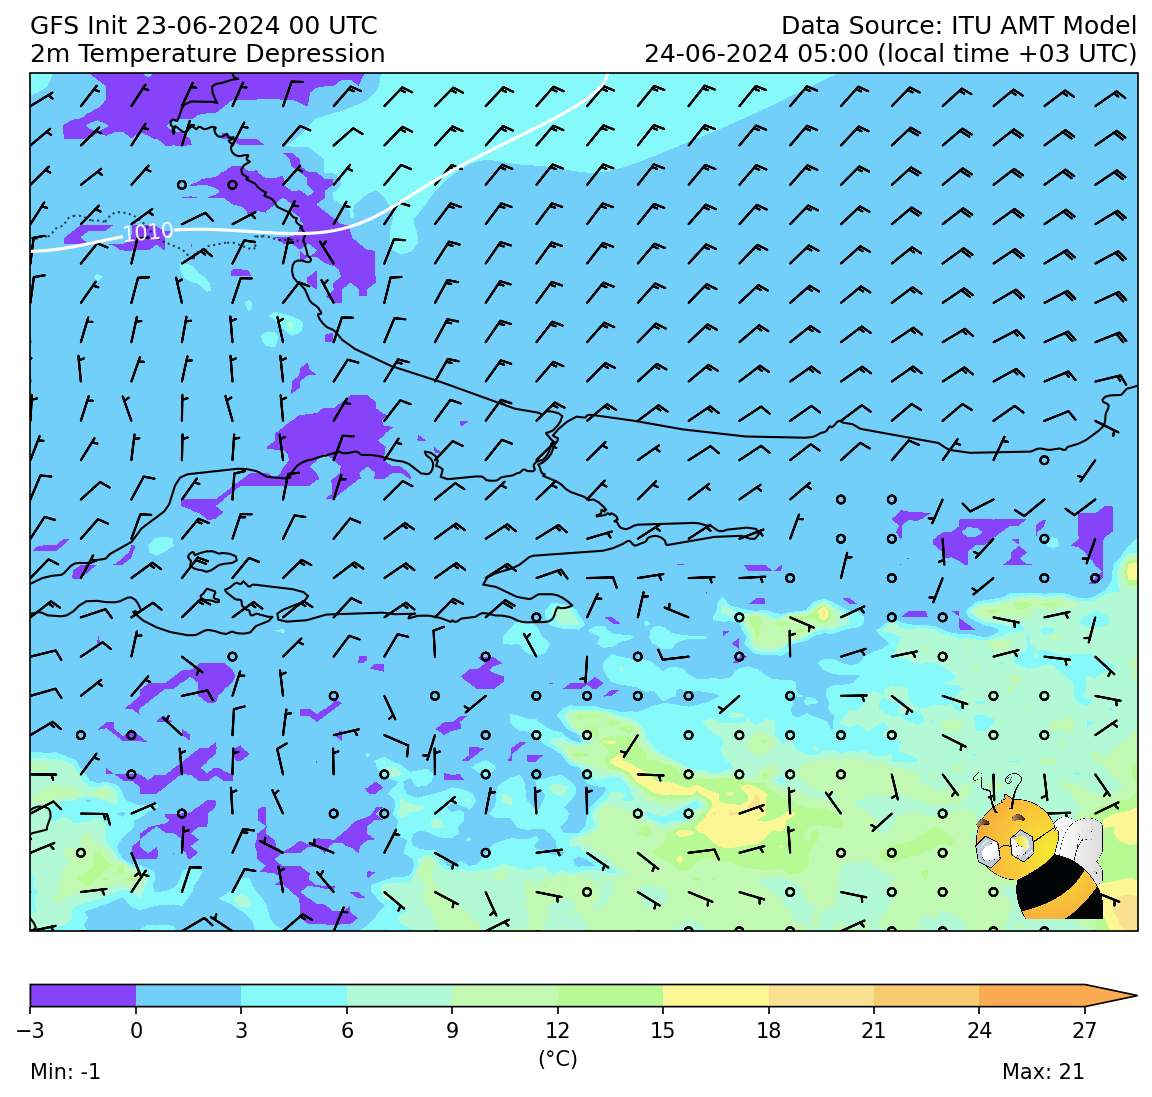 GFS Init 23-06-2024 00 UTC
2m Temperature Depression
Data Source: ITU AMT Model
24-06-2024 05:00 (local time +03 UTC)
1010
−3 0 3 6 9 12 15 18 21 24 27
(°C)
Min: -1
Max: 21